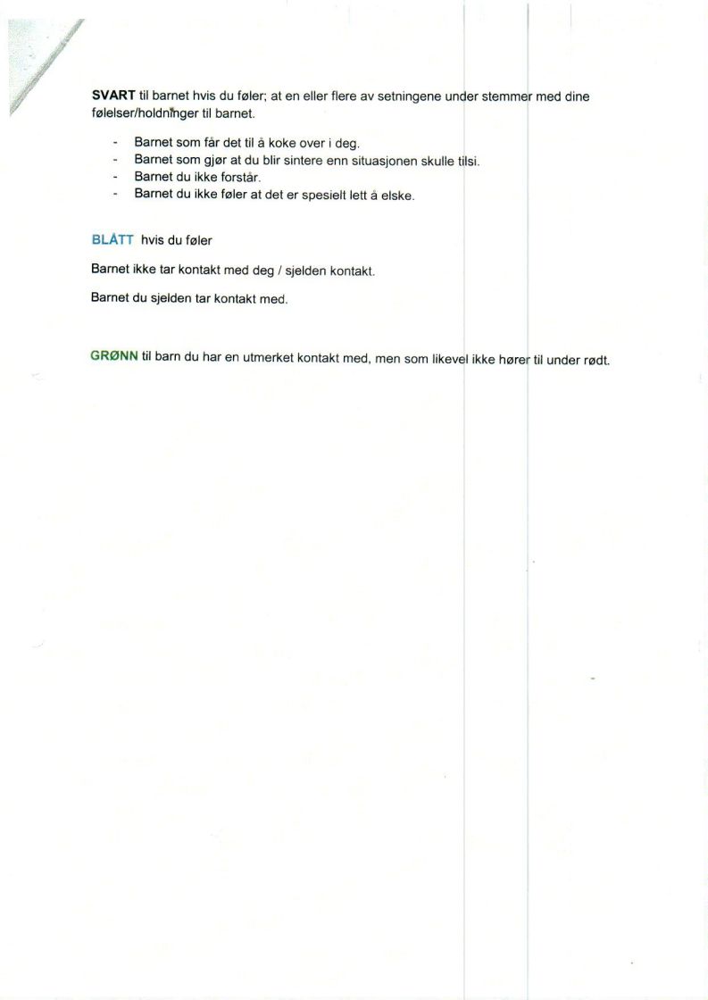 SVART til barnet hvis du føler; at en eller flere av setningene under stemmer med dine
følelser/holdninger til barnet.
- Barnet som får det til å koke over i deg.
- Barnet som gjør at du blir sintere enn situasjonen skulle tilsi.
- Barnet du ikke forstår.
- Barnet du ikke føler at det er spesielt lett å elske.
BLÅTT hvis du føler
Barnet ikke tar kontakt med deg / sjelden kontakt.
Barnet du sjelden tar kontakt med.
GRØNN til barn du har en utmerket kontakt med, men som likevel ikke hører til under rødt.